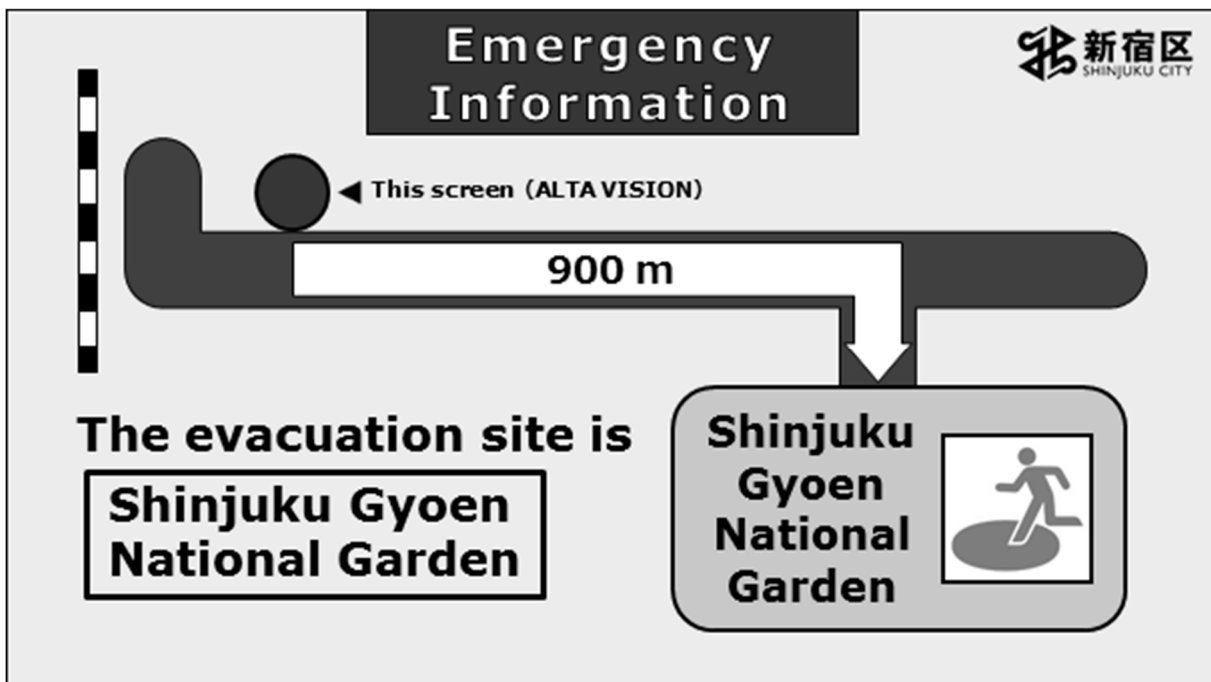 Emergency
Information
新宿区
SHINJUKU CITY
This screen (ALTA VISION)
900 m
The evacuation site is
Shinjuku Gyoen
National Garden
Shinjuku
Gyoen
National
Garden